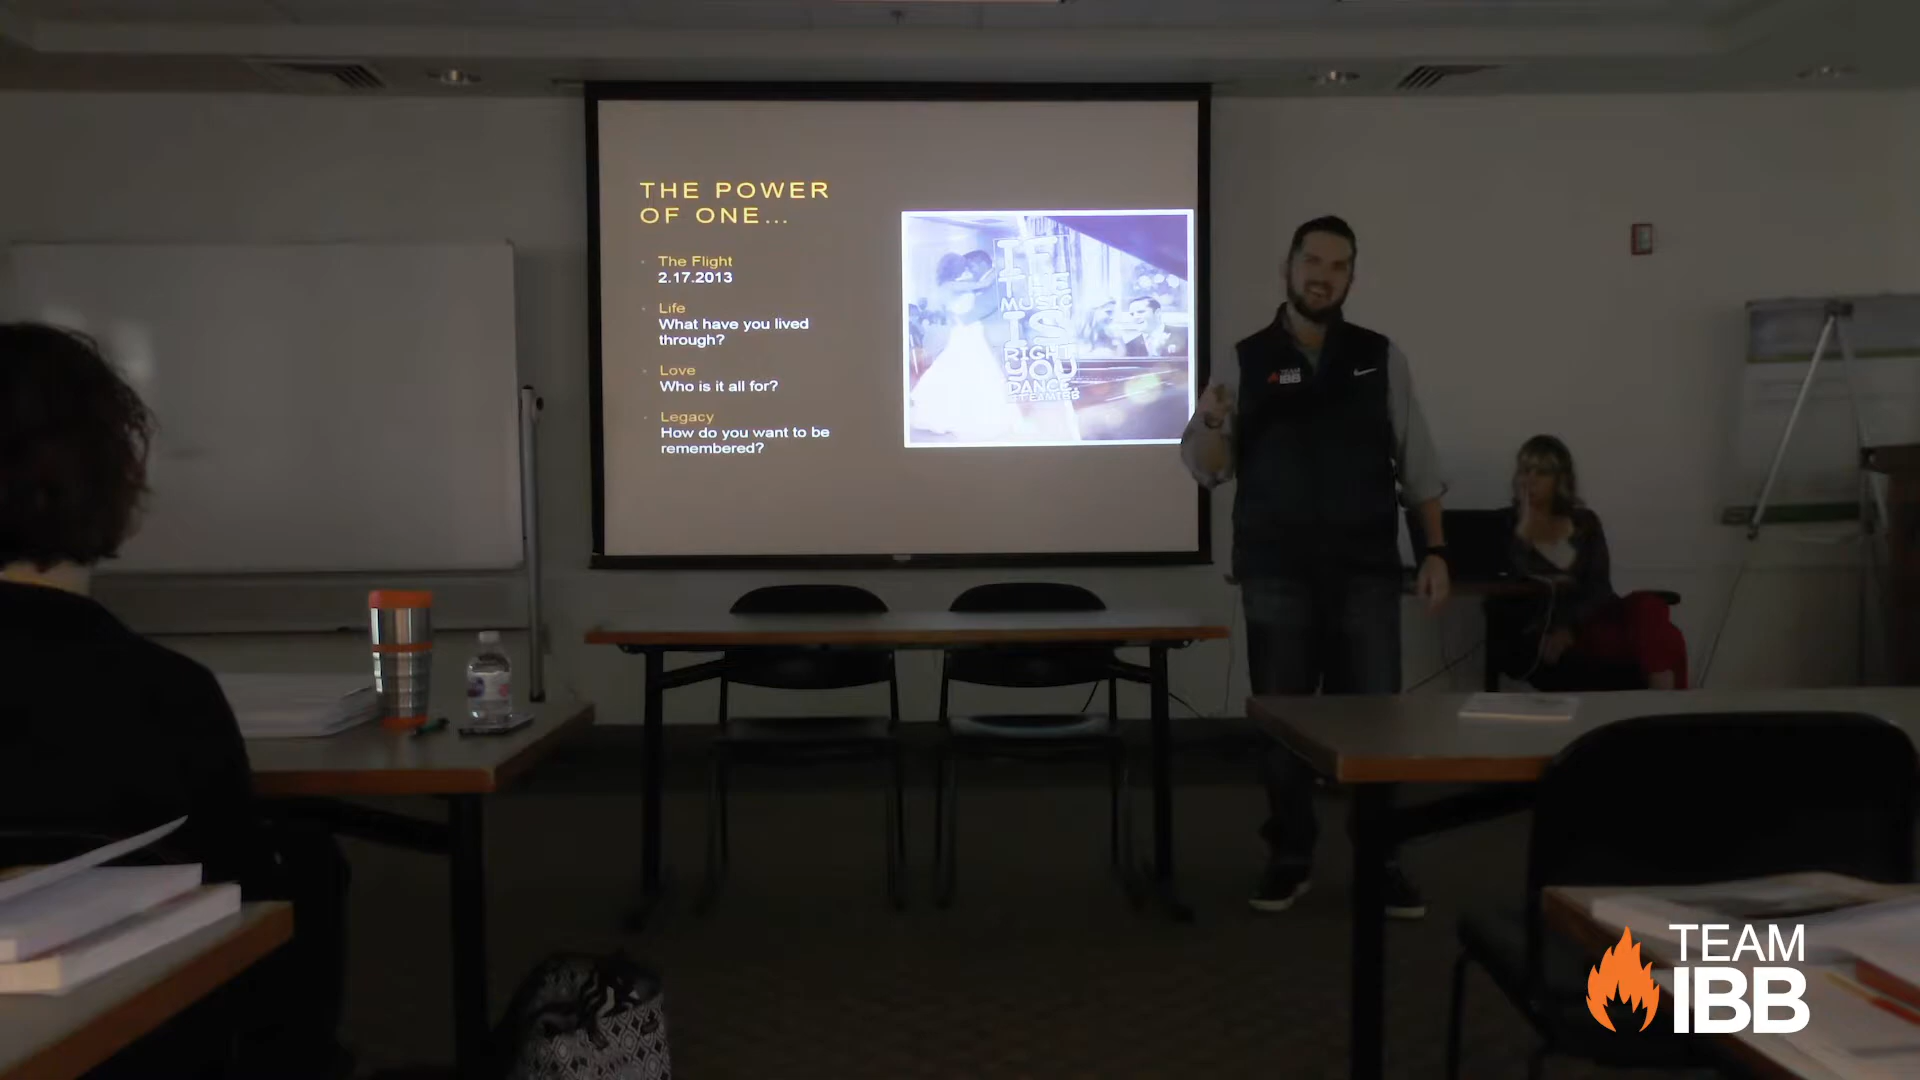 THE POWER
OF ONE...
The Flight
2.17.2013
Life
What have you lived
through?
Love
Who is it all for?
Legacy
How do you want to be
remembered?
IF
THE
MUSIC
IS
RIGHT
YOU
DANCE.
#TEAMIBB
TEAM
IBB
TEAM
IBB